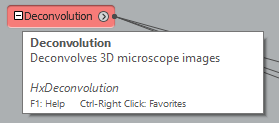 Deconvolution
Deconvolution
Deconvolves 3D microscope images
HxDeconvolution
F1: Help Ctrl-Right Click: Favorites